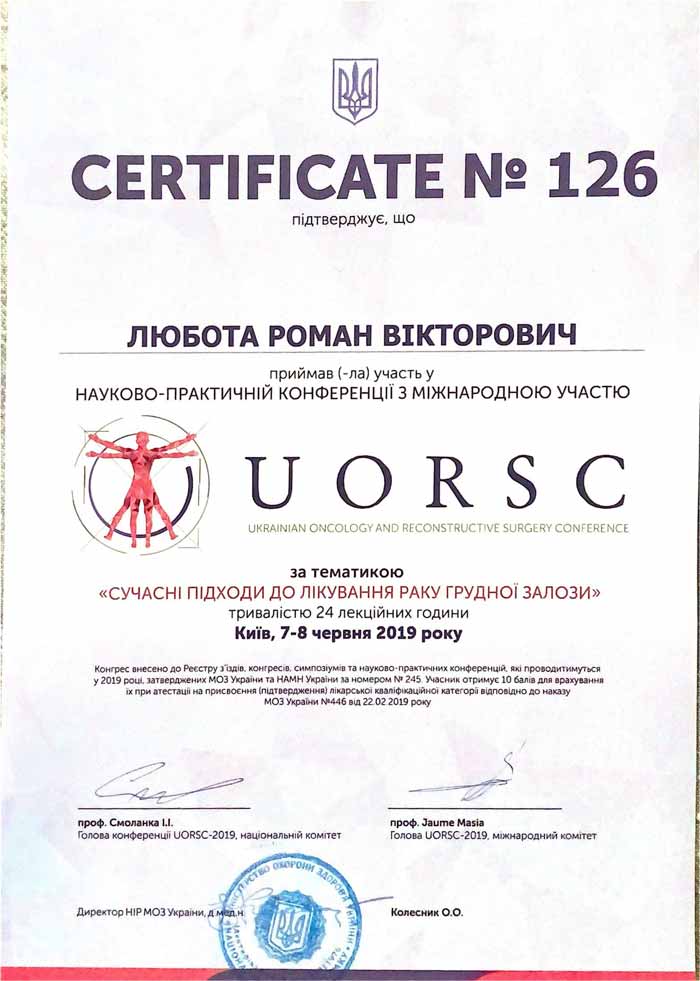 CERTIFICATE № 126
підтверджує, що
ЛЮБОТА РОМАН ВІКТОРОВИЧ
приймав (-ла) участь у
НАУКОВО-ПРАКТИЧНІЙ КОНФЕРЕНЦІЇ З МІЖНАРОДНОЮ УЧАСТЮ
UORSC
UKRAINIAN ONCOLOGY AND RECONSTRUCTIVE SURGERY CONFERENCE
за тематикою
«СУЧАСНІ ПІДХОДИ ДО ЛІКУВАННЯ РАКУ ГРУДНОЇ ЗАЛОЗИ»
тривалістю 24 лекційних години
Київ, 7-8 червня 2019 року
Конгрес внесено до Реєстру з'їздів, конгресів, симпозіумів та науково-практичних конференцій, які проводитимуться
у 2019 році, затверджених МОЗ України та НАМН України за номером № 245. Учасник отримує 10 балів для врахування
їх при атестації на присвоєння (підтвердження) лікарської кваліфікаційної категорії відповідно до наказу
МОЗ України №446 від 22.02 2019 року
проф. Смоланка І.І.
Голова конференції UORSC-2019, національній комітет
проф. Jaume Masia
Голова UORSC-2019, міжнародний комітет
МІНІСТЕРСТВО ОХОРОНИ ЗДОРОВ'Я УКРАЇНИ
Директор НІР МОЗ України, д.мед.н.
Колесник О.О.